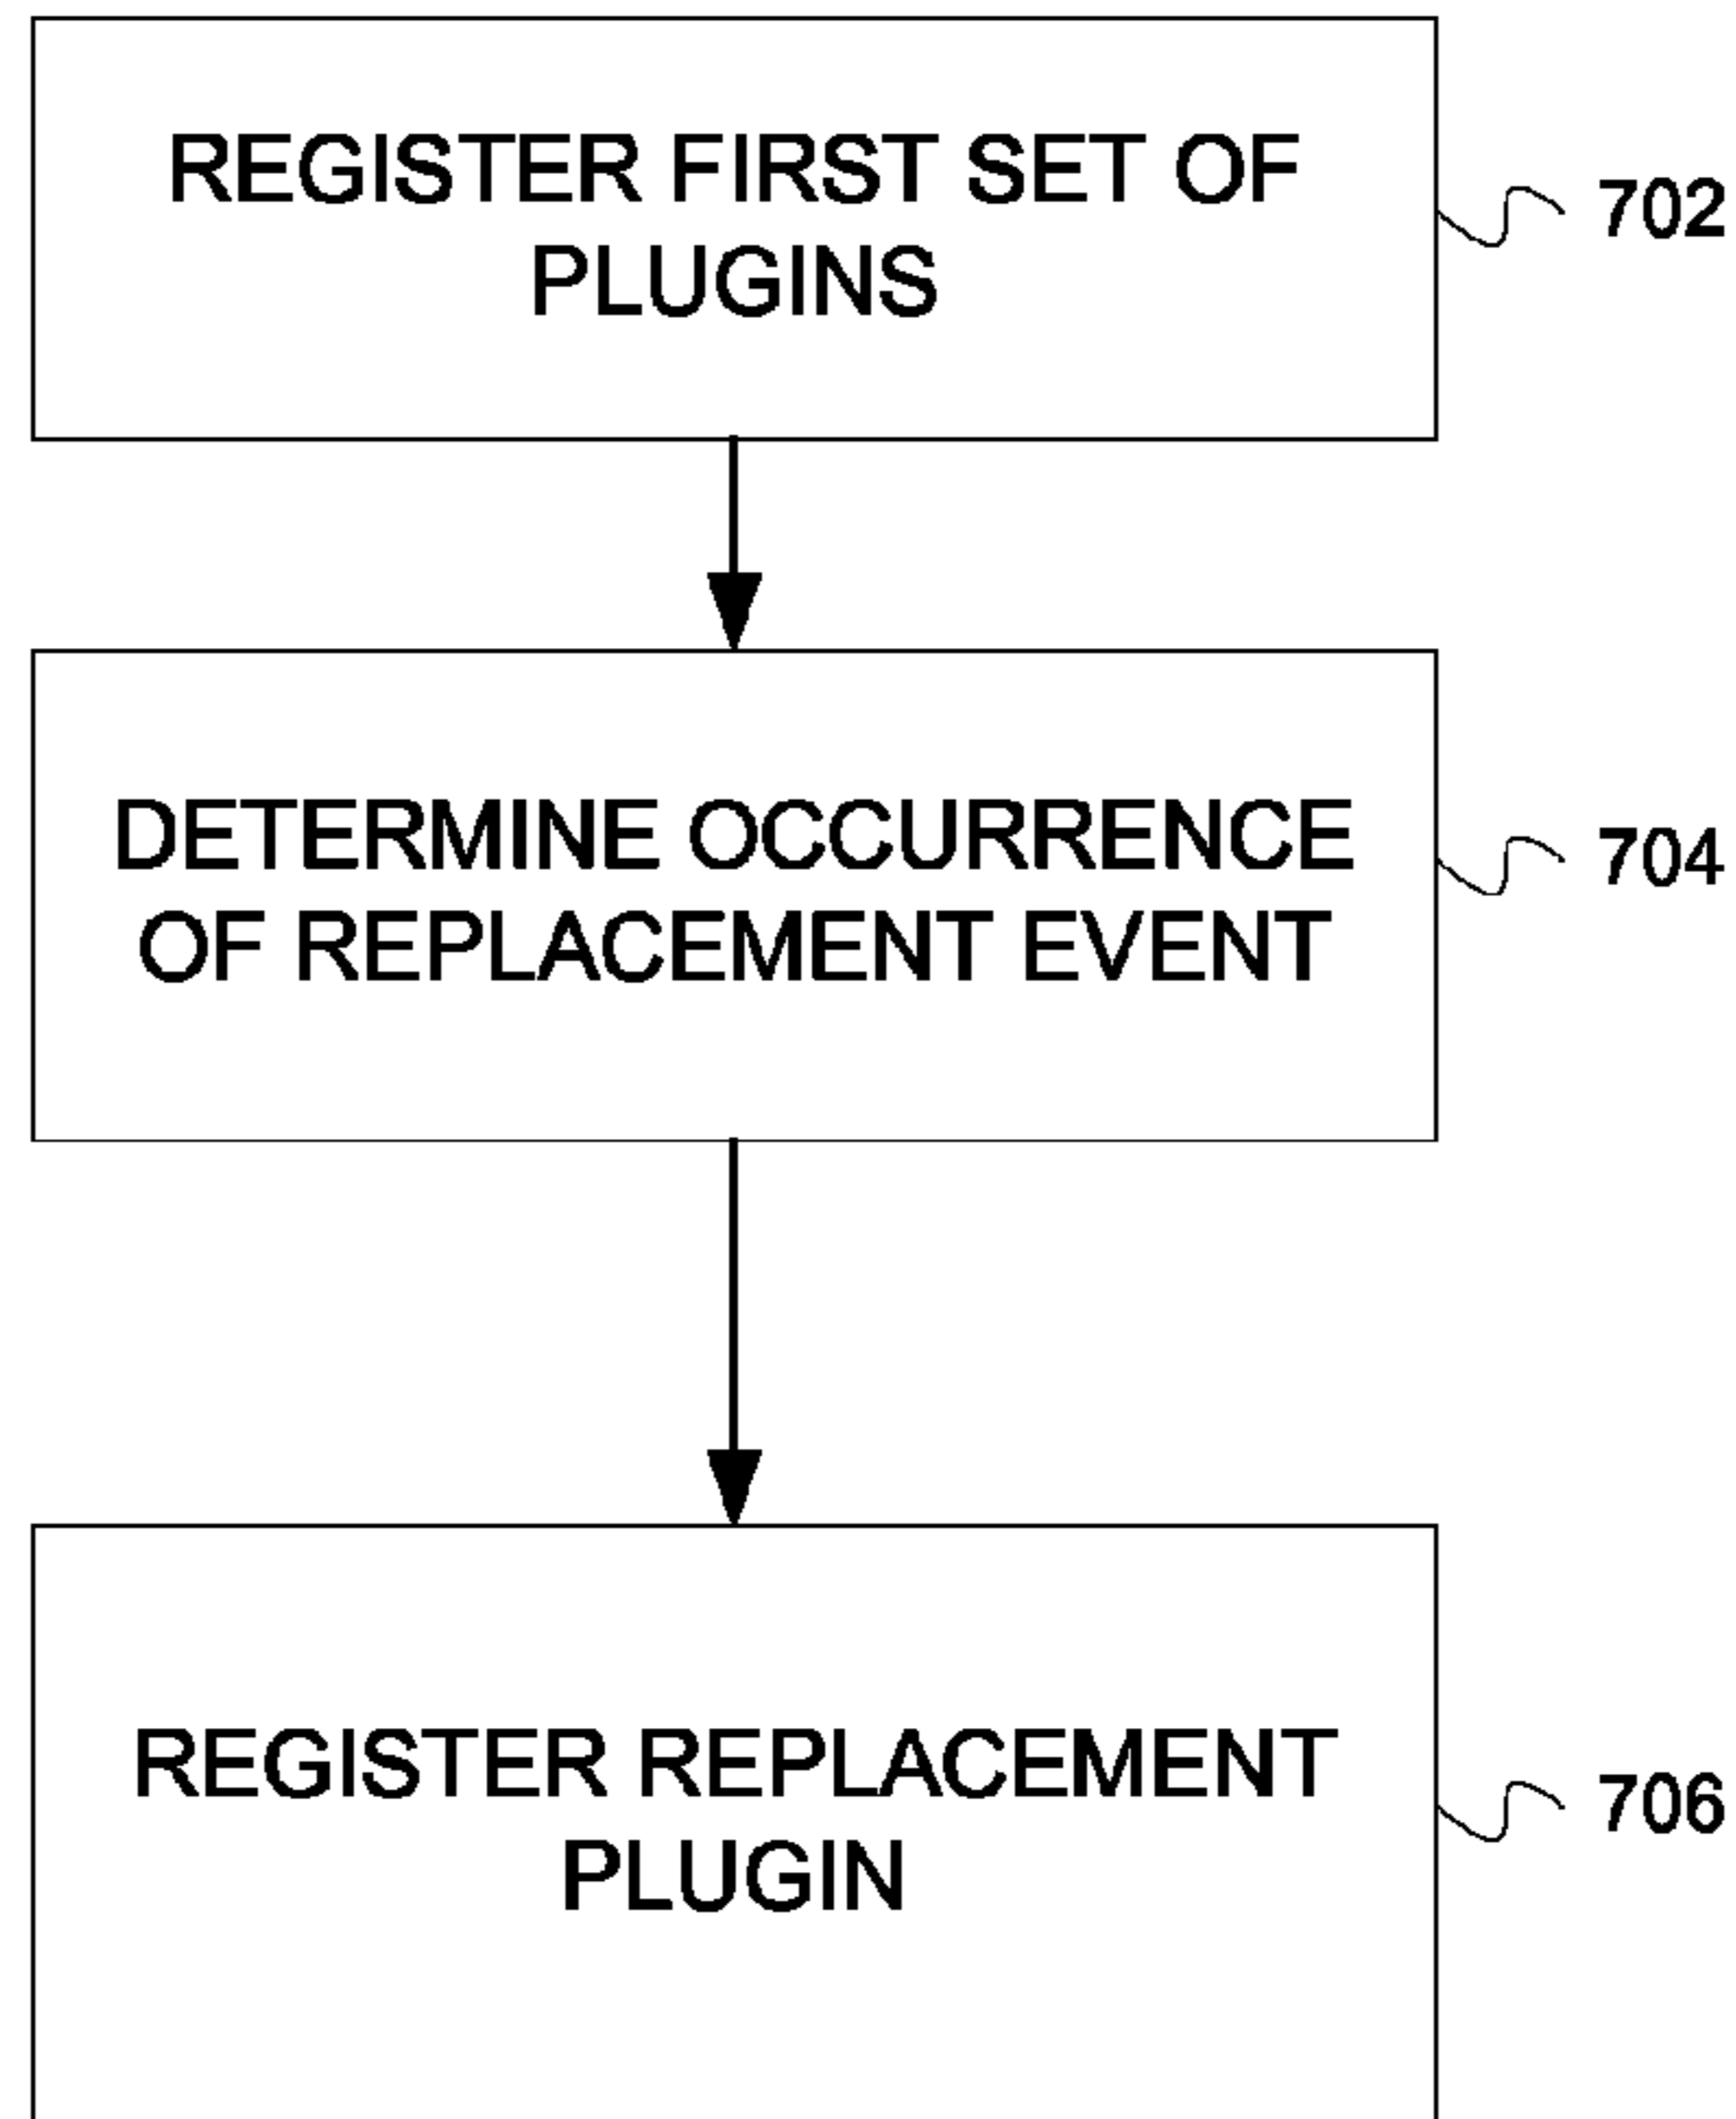 REGISTER FIRST SET OF
PLUGINS
702
DETERMINE OCCURRENCE
OF REPLACEMENT EVENT
704
REGISTER REPLACEMENT
PLUGIN
706